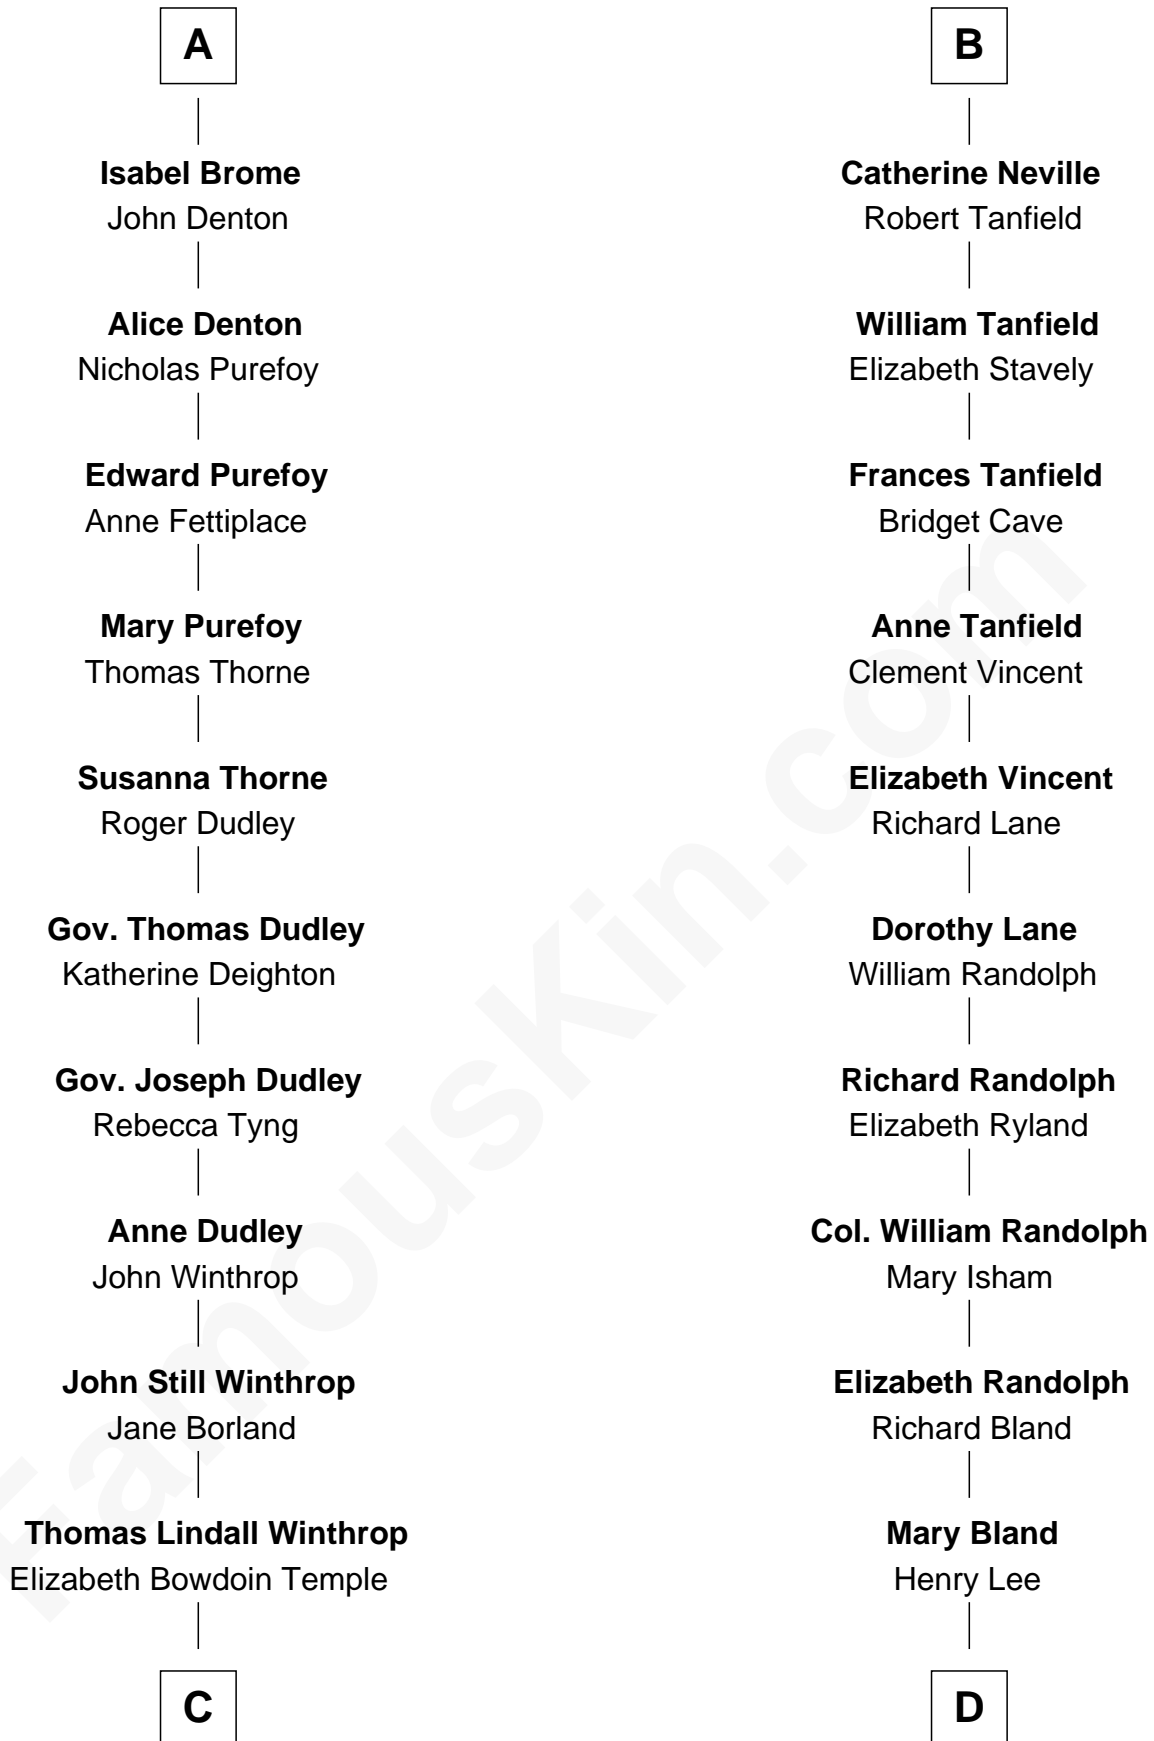 A
Isabel Brome
John Denton
Alice Denton
Nicholas Purefoy
Edward Purefoy
Anne Fettiplace
Mary Purefoy
Thomas Thorne
Susanna Thorne
Roger Dudley
Gov. Thomas Dudley
Katherine Deighton
Gov. Joseph Dudley
Rebecca Tyng
Anne Dudley
John Winthrop
John Still Winthrop
Jane Borland
Thomas Lindall Winthrop
Elizabeth Bowdoin Temple
C
B
Catherine Neville
Robert Tanfield
William Tanfield
Elizabeth Stavely
Frances Tanfield
Bridget Cave
Anne Tanfield
Clement Vincent
Elizabeth Vincent
Richard Lane
Dorothy Lane
William Randolph
Richard Randolph
Elizabeth Ryland
Col. William Randolph
Mary Isham
Elizabeth Randolph
Richard Bland
Mary Bland
Henry Lee
D
FamousKin.com